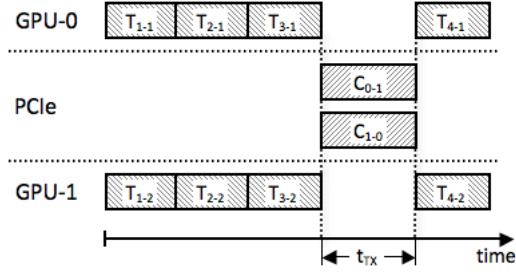 GPU-0 T1-1 T2-1 T3-1 T4-1
C0-1
PCIe
C1-0
GPU-1 T1-2 T2-2 T3-2 T4-2
tTX time